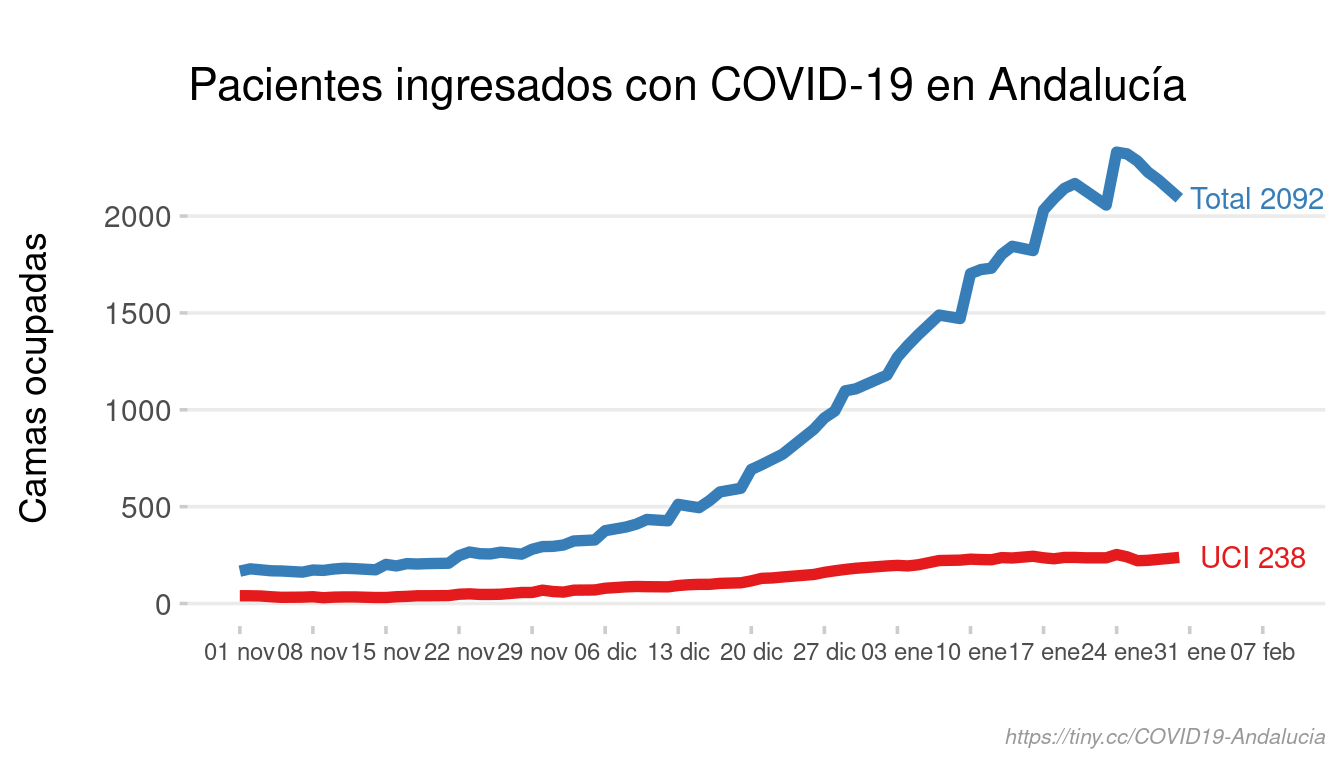 Pacientes ingresados con COVID-19 en Andalucía
Camas ocupadas
2000
1500
1000
500
0
Total 2092
UCI 238
01 nov 08 nov 15 nov 22 nov 29 nov 06 dic 13 dic 20 dic 27 dic 03 ene 10 ene 17 ene 24 ene 31 ene 07 feb
https://tiny.cc/COVID19-Andalucia